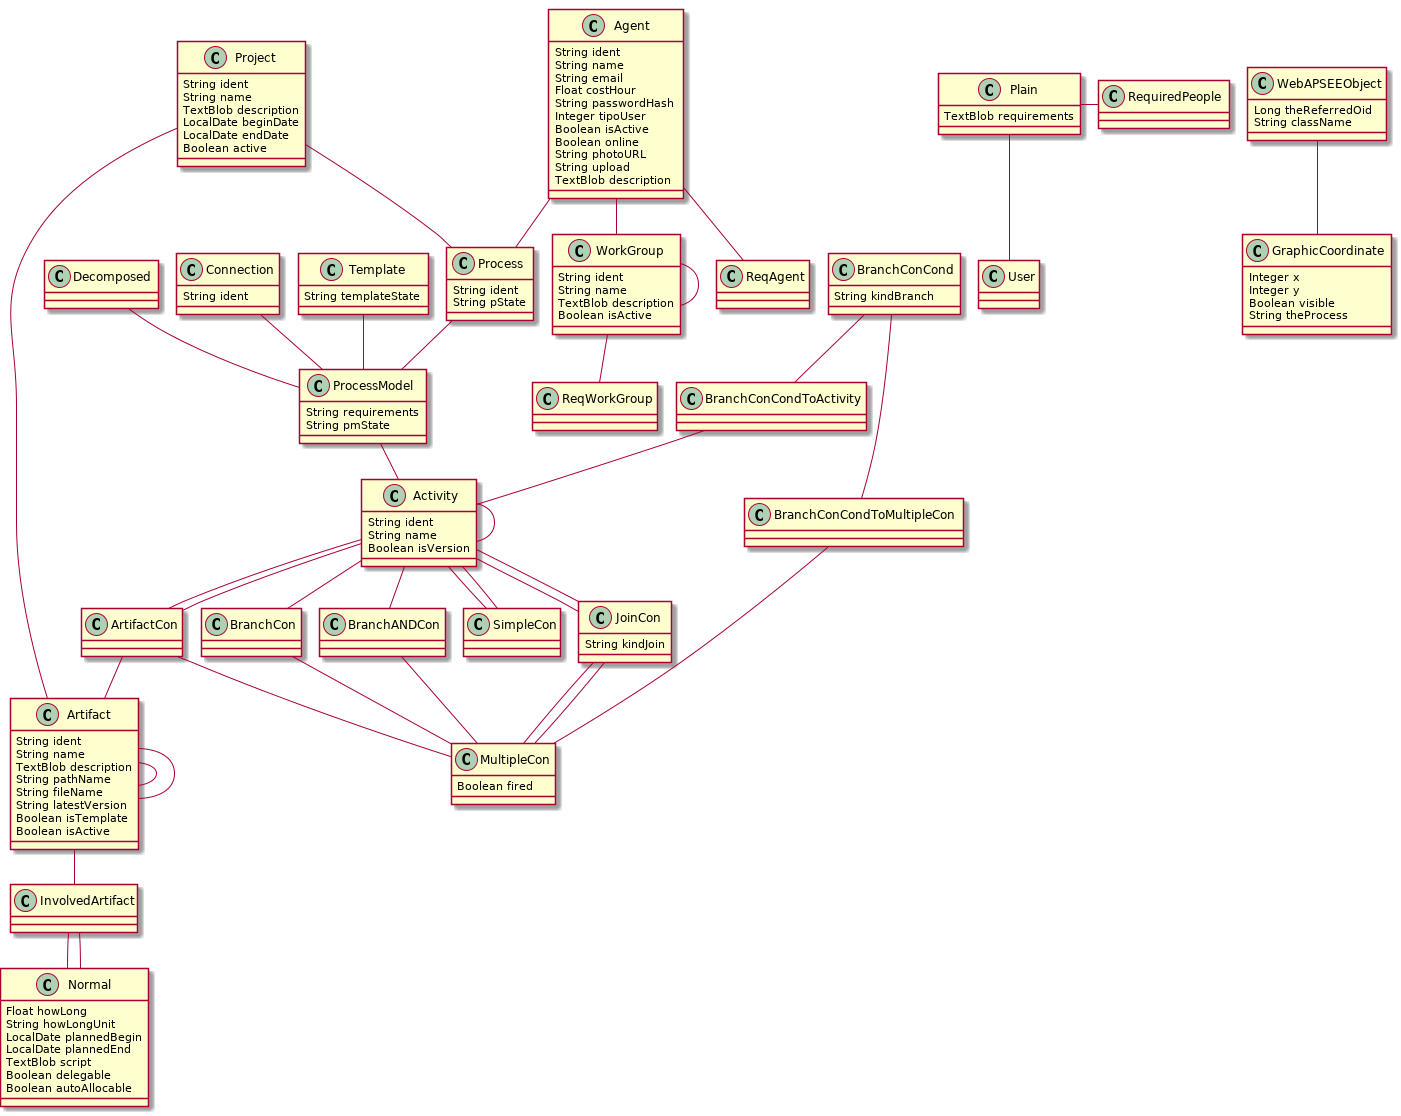 C Agent
String ident
String name
String email
Float costHour
String passwordHash
Integer tipoUser
Boolean isActive
Boolean online
String photoURL
String upload
TextBlob description
C Project
String ident
String name
TextBlob description
LocalDate beginDate
LocalDate endDate
Boolean active
C Plain
TextBlob requirements
C RequiredPeople
C WebAPSEEObject
Long theReferredOid
String className
C Decomposed
C Connection
String ident
C Template
String templateState
C Process
String ident
String pState
C WorkGroup
String ident
String name
TextBlob description
Boolean isActive
C ReqAgent
C BranchConCond
String kindBranch
C User
C GraphicCoordinate
Integer x
Integer y
Boolean visible
String theProcess
C ProcessModel
String requirements
String pmState
C ReqWorkGroup
C BranchConCondToActivity
C Activity
String ident
String name
Boolean isVersion
C BranchConCondToMultipleCon
C ArtifactCon
C BranchCon
C BranchANDCon
C SimpleCon
C JoinCon
String kindJoin
C Artifact
String ident
String name
TextBlob description
String pathName
String fileName
String latestVersion
Boolean isTemplate
Boolean isActive
C MultipleCon
Boolean fired
C InvolvedArtifact
C Normal
Float howLong
String howLongUnit
LocalDate plannedBegin
LocalDate plannedEnd
TextBlob script
Boolean delegable
Boolean autoAllocable